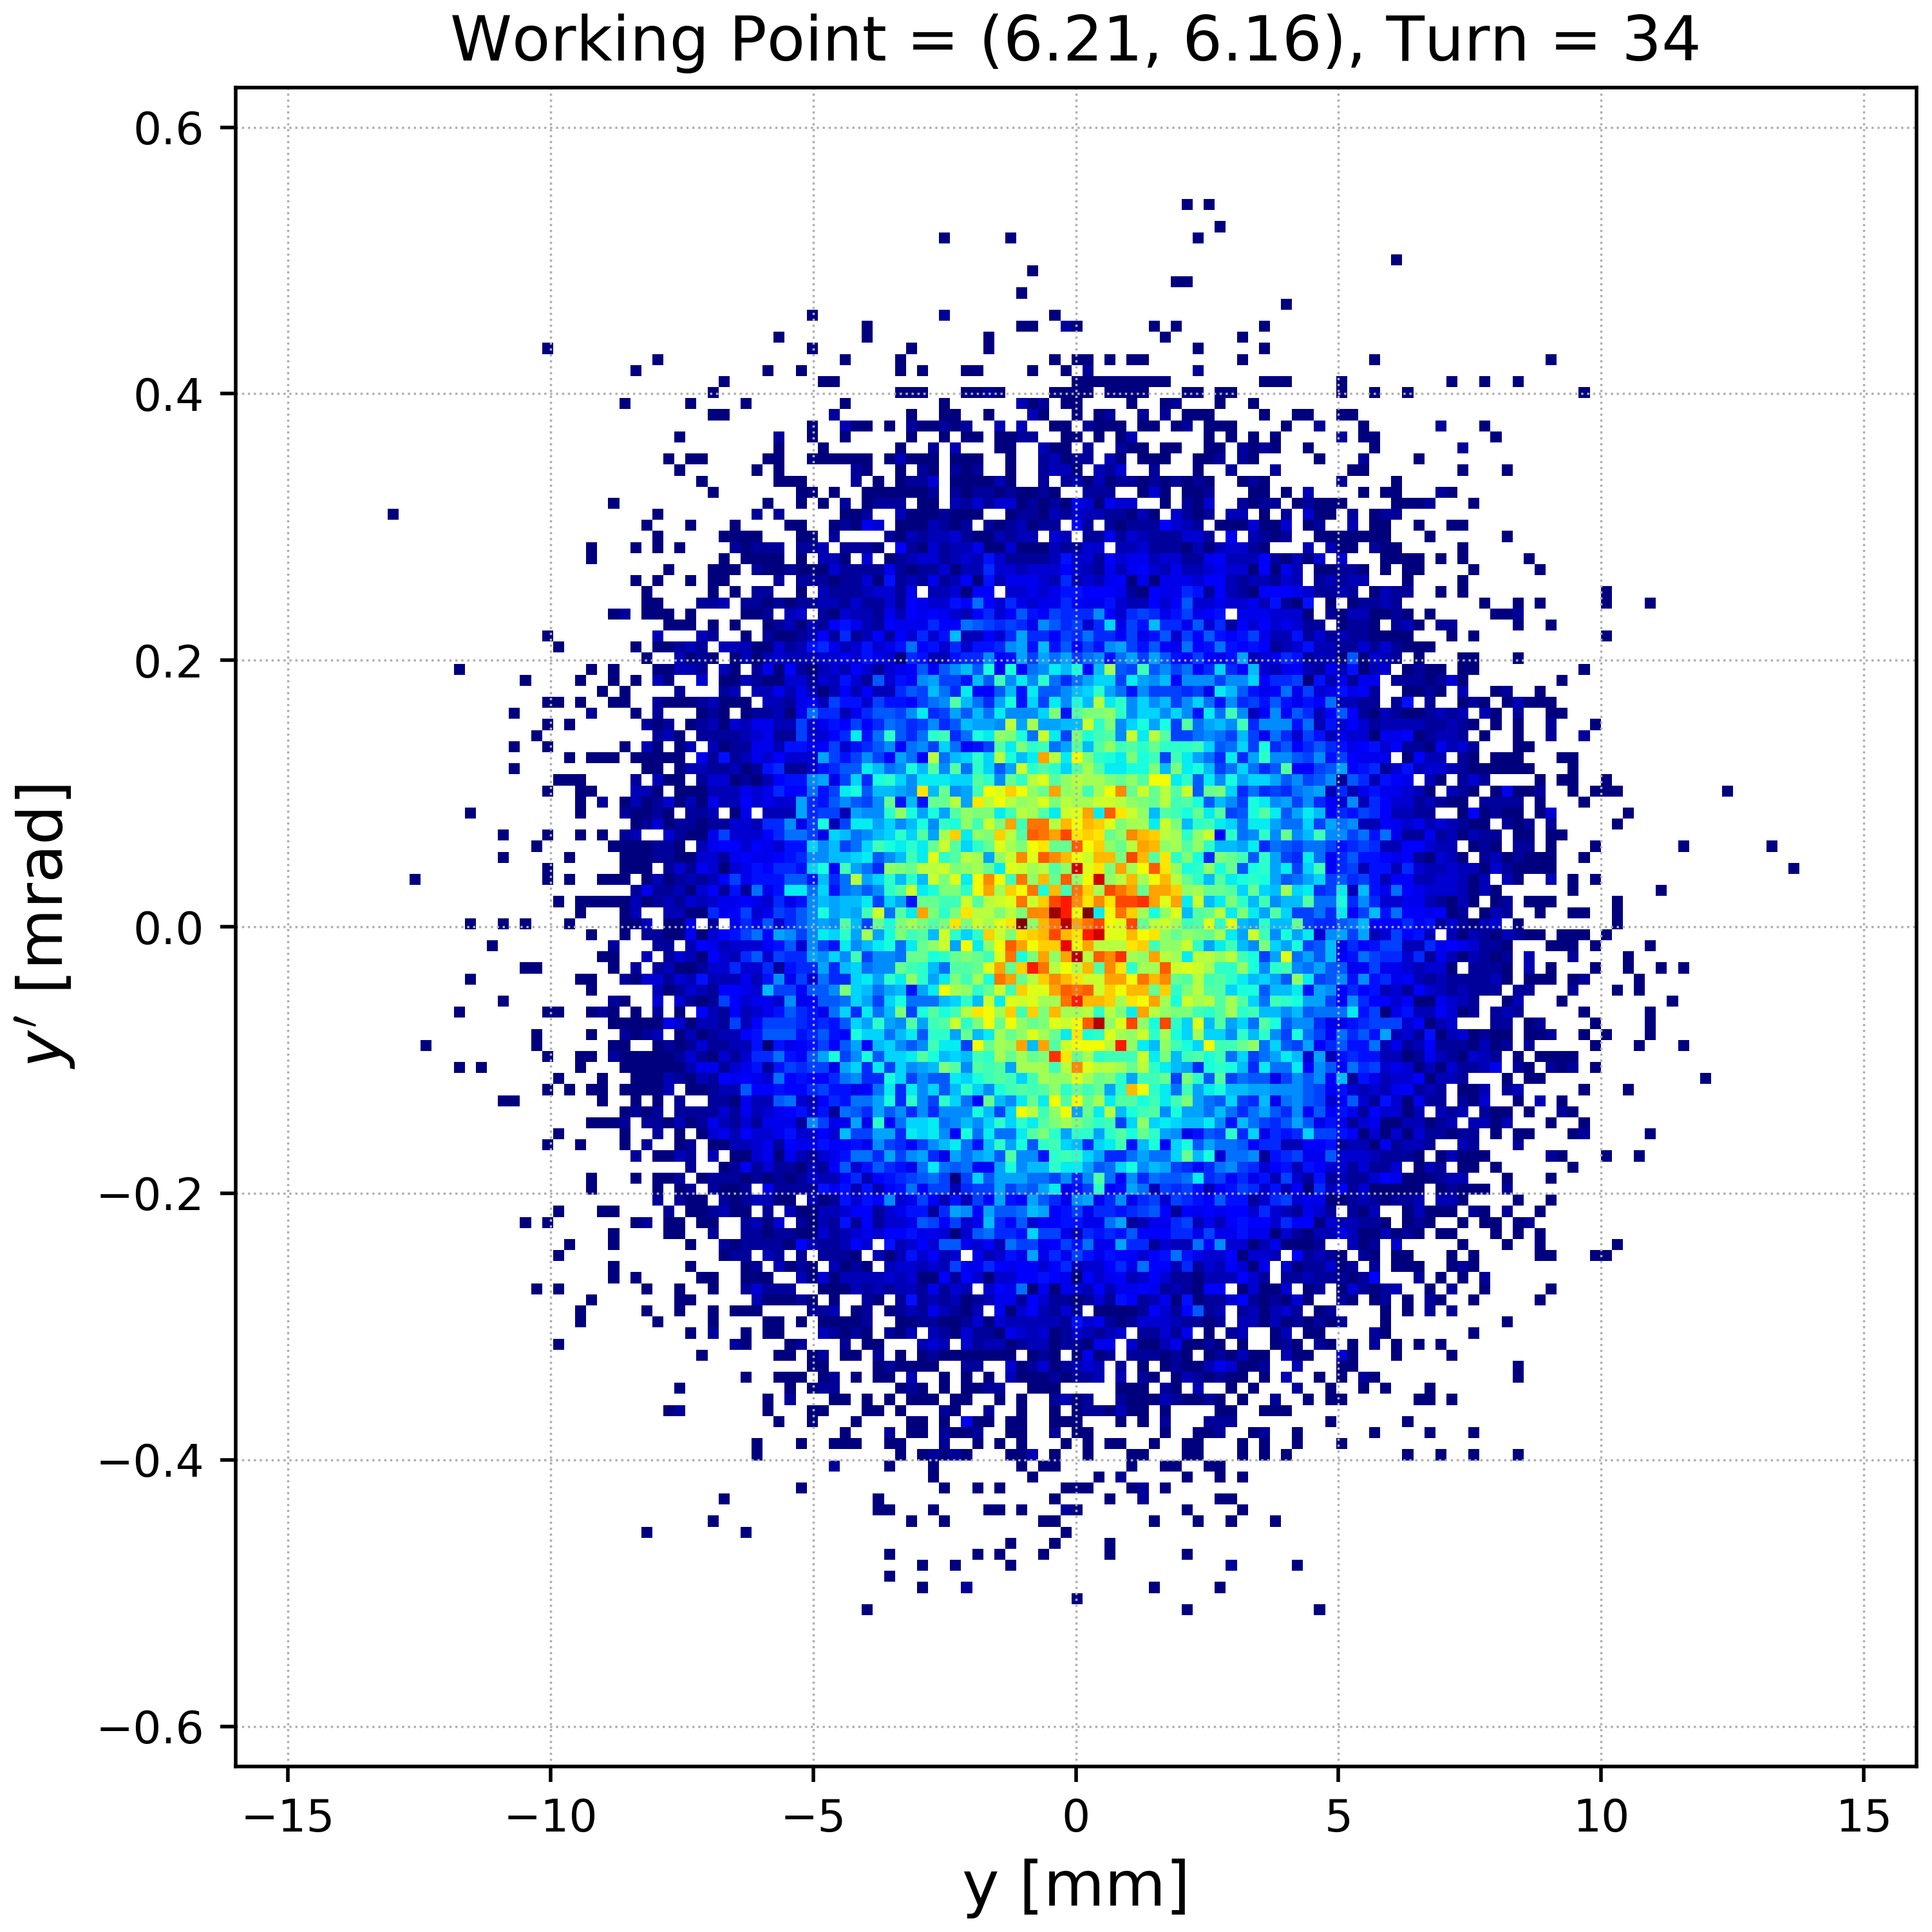 Working Point = (6.21, 6.16), Turn = 34
0.6
0.4
0.2
0.0
−0.2
−0.4
−0.6
y′ [mrad]
−15 −10 −5 0 5 10 15
y [mm]